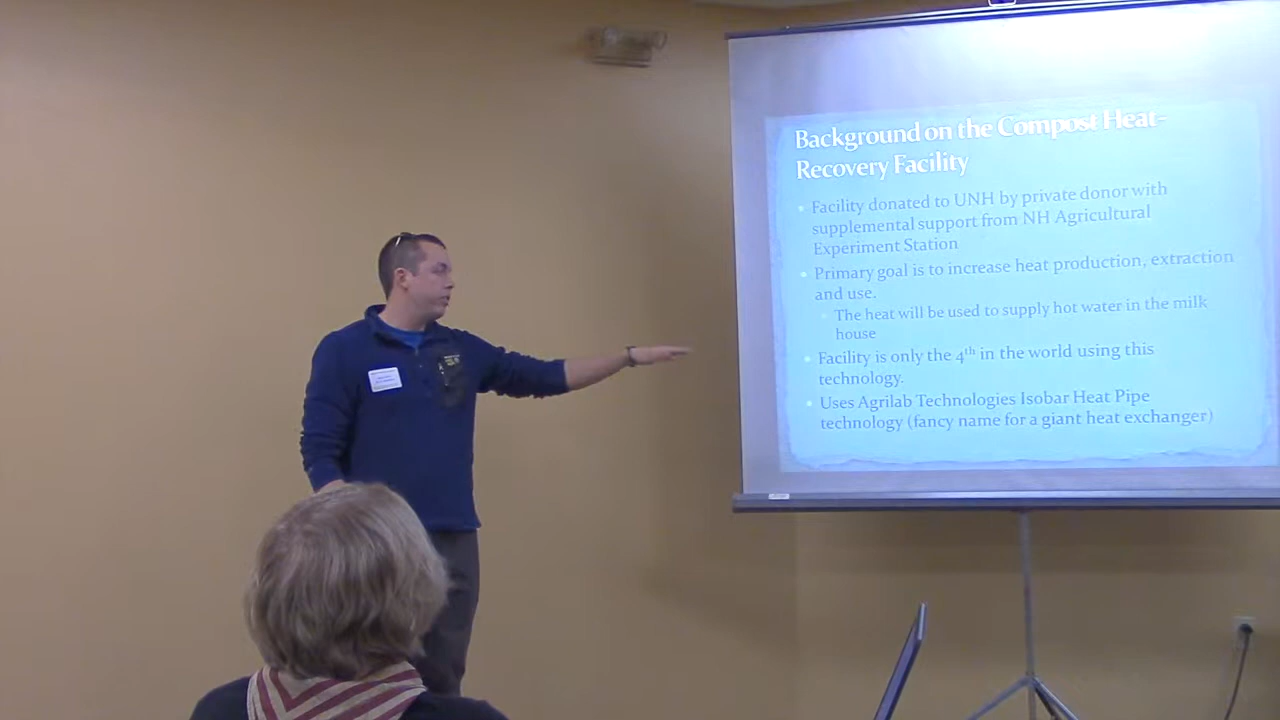 Background on the Compost Heat-
Recovery Facility
Facility donated to UNH by private donor with
supplemental support from NH Agricultural
Experiment Station
Primary goal is to increase heat production, extraction
and use.
The heat will be used to supply hot water in the milk
house
Facility is only the 4th in the world using this
technology.
Uses Agrilab Technologies Isobar Heat Pipe
technology (fancy name for a giant heat exchanger)